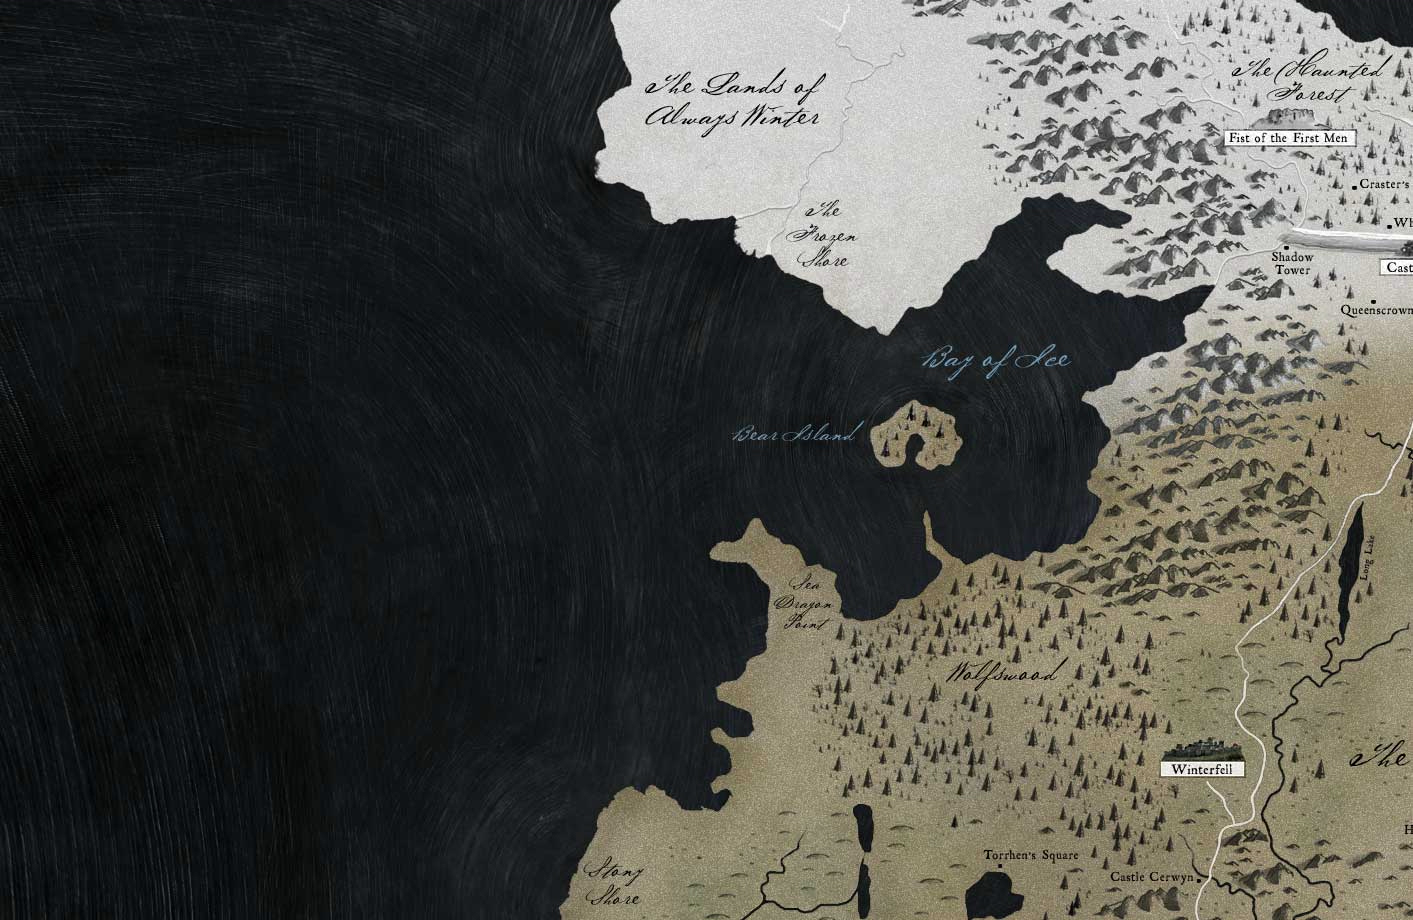 The Lands of
Always Winter
The Haunted
Forest
Fist of the First Men
Craster's
The
Frozen
Shore
Shadow
Tower
Queenscrown
Bay of Ice
Bear Island
Long Lake
Sea
Dragon
Point
Wolfswood
Winterfell
The
Torrhen's Square
Castle Cerwyn
Stony
Shore